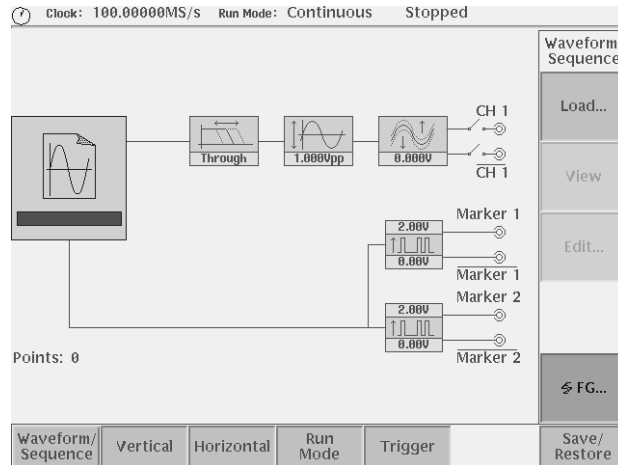 Clock: 100.00000MS/s Run Mode: Continuous Stopped
Waveform/
Sequence
Load...
View
Edit...
FG...
CH 1
Through
1.000Vpp
0.000V
CH 1
Marker 1
2.00V
0.00V
Marker 1
Marker 2
2.00V
0.00V
Marker 2
Points: 0
Waveform/
Sequence
Vertical
Horizontal
Run
Mode
Trigger
Save/
Restore